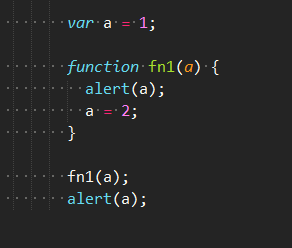 var a = 1;
function fn1(a) {
alert(a);
a = 2;
}
fn1(a);
alert(a);